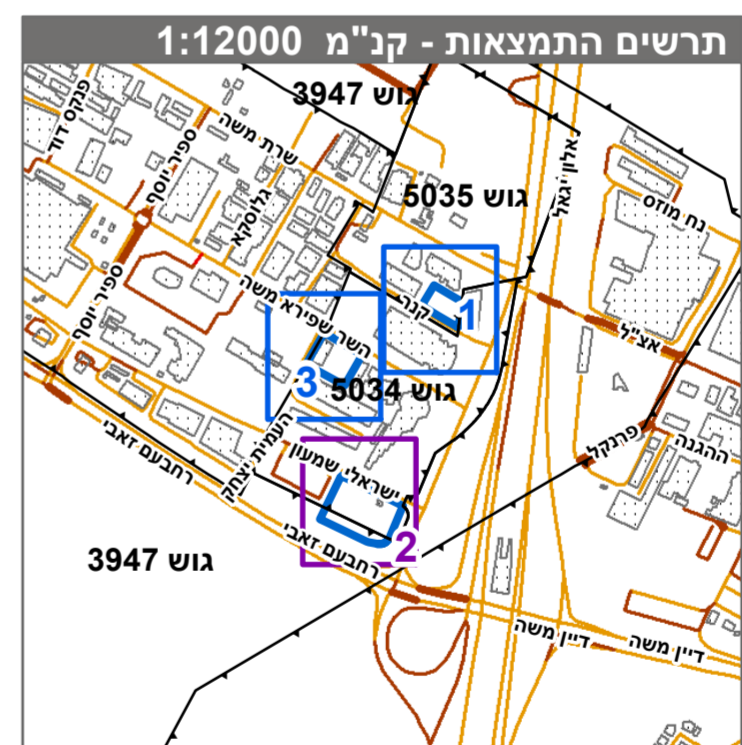 תרשים התמצאות - קנ"מ 1:12000
גוש 3947
פנקס דוד
ספיר יוסף
שרת משה
גלוסקא
אלון יגאל
גוש 5035
נח מוזס
ספיר יוסף
השר שפירא משה
קנר
1
אצ"ל
3
גוש 5034
פרנקל
ההגנה
העמית יצחק
ישראלי שמעון
רחבעם זאבי
רחבעם זאבי
2
גוש 3947
דיין משה
דיין משה